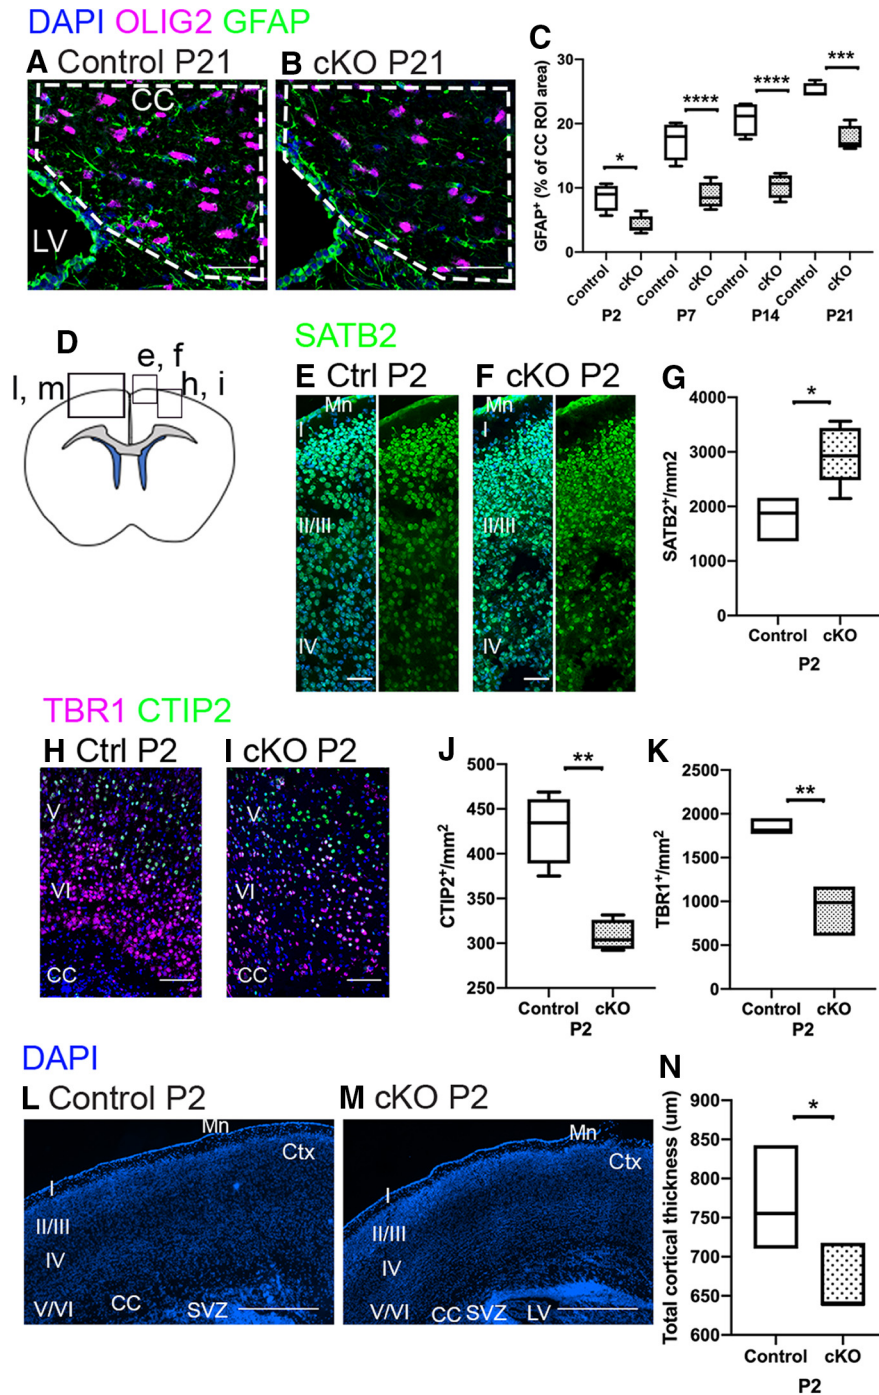 DAPI OLIG2 GFAP
A Control P21
CC
LV
B cKO P21
C
GFAP⁺ (% of CC ROI area)
30
20
10
0
*
****
****
***
Control cKO Control cKO Control cKO Control cKO
P2 P7 P14 P21
D
l, m
e, f
h, i
SATB2
E Ctrl P2
F cKO P2
Mn
I
II/III
IV
Mn
I
II/III
IV
G
SATB2⁺/mm2
4000
3000
2000
1000
0
*
Control cKO
P2
TBR1 CTIP2
H Ctrl P2
V
VI
CC
I cKO P2
V
VI
CC
J
CTIP2⁺/mm²
500
450
400
350
300
250
**
Control cKO
P2
K
TBR1⁺/mm²
2500
2000
1500
1000
500
0
**
Control cKO
P2
DAPI
L Control P2
Mn
Ctx
I
II/III
IV
V/VI
CC
SVZ
M cKO P2
Mn
Ctx
I
II/III
IV
V/VI
CC SVZ LV
N
Total cortical thickness (um)
900
850
800
750
700
650
600
*
Control cKO
P2